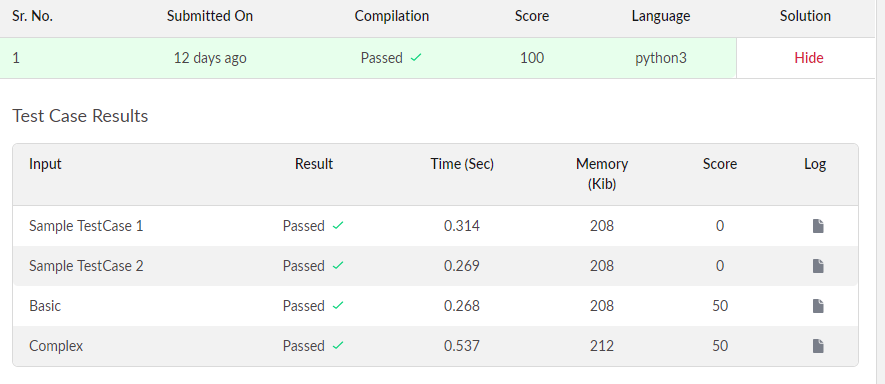 Sr. No. Submitted On Compilation Score Language Solution
1 12 days ago Passed 100 python3 Hide
Test Case Results
Input Result Time (Sec) Memory Score Log
(Kib)
Sample TestCase 1 Passed 0.314 208 0
Sample TestCase 2 Passed 0.269 208 0
Basic Passed 0.268 208 50
Complex Passed 0.537 212 50